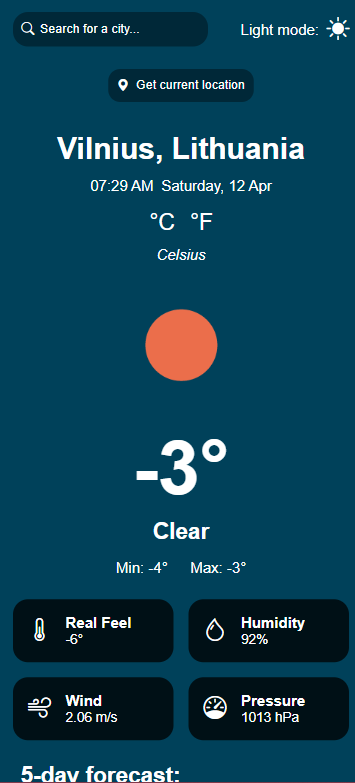 Search for a city...
Light mode:
Get current location
Vilnius, Lithuania
07:29 AM Saturday, 12 Apr
°C °F
Celsius
-3°
Clear
Min: -4° Max: -3°
Real Feel
-6°
Humidity
92%
Wind
2.06 m/s
Pressure
1013 hPa
5-day forecast: